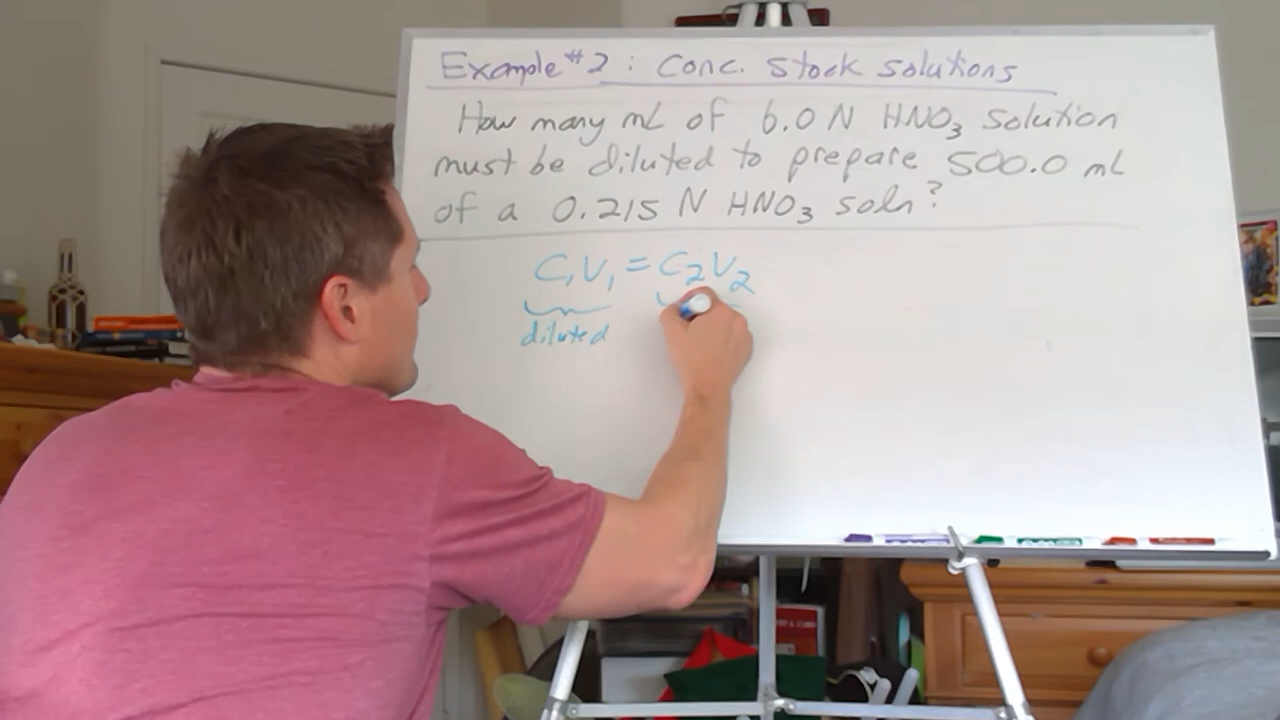 Example #2 : Conc. Stock Solutions
How many mL of 6.0 N HNO₃ solution
must be diluted to prepare 500.0 mL
of a 0.215 N HNO₃ soln?
C₁V₁ = C₂V₂
diluted